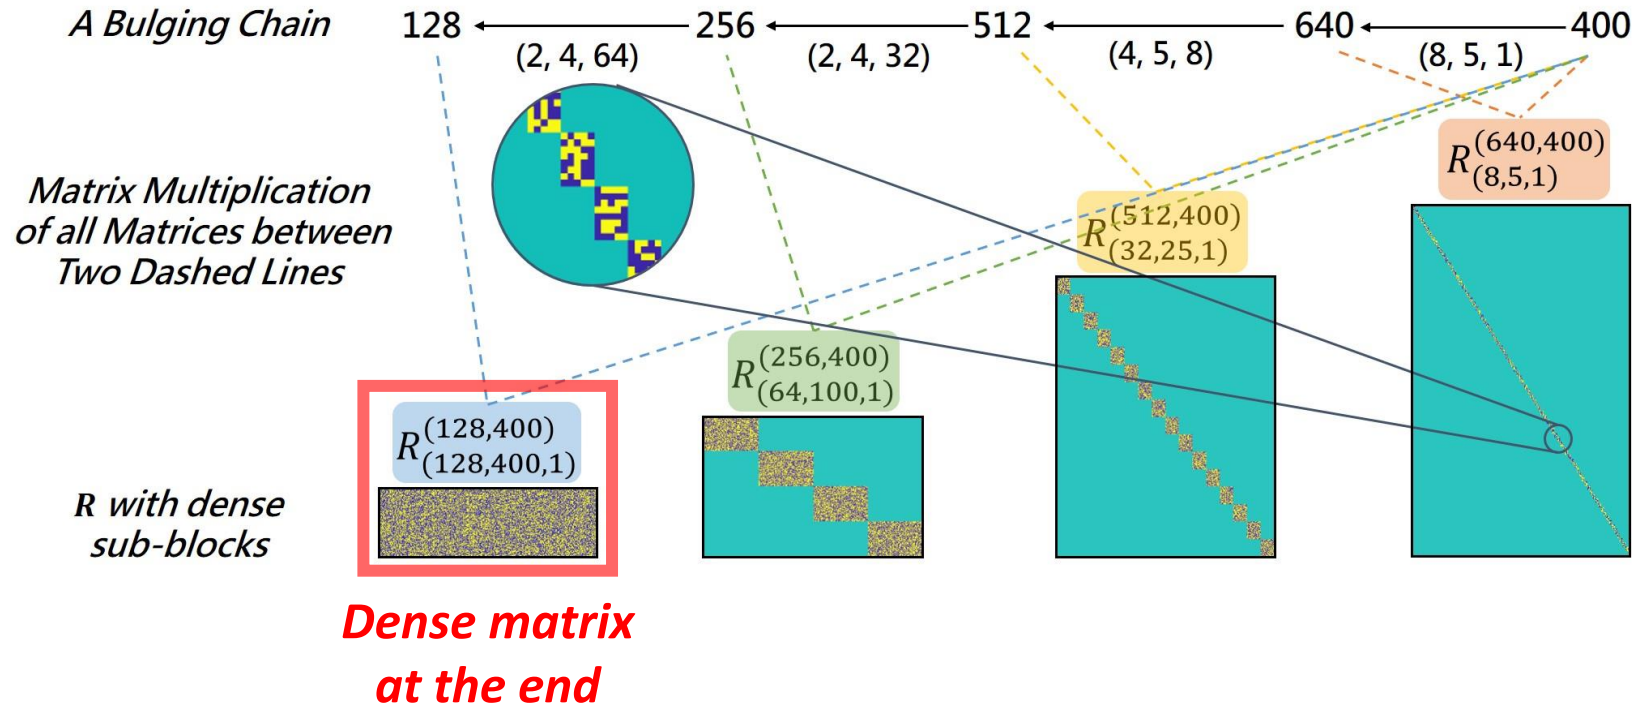 A Bulging Chain 128 256 512 640 400
(2, 4, 64) (2, 4, 32) (4, 5, 8) (8, 5, 1)
Matrix Multiplication
of all Matrices between
Two Dashed Lines
R^{(640,400)}_{(8,5,1)}
R^{(512,400)}_{(32,25,1)}
R^{(256,400)}_{(64,100,1)}
R^{(128,400)}_{(128,400,1)}
R with dense
sub-blocks
Dense matrix
at the end